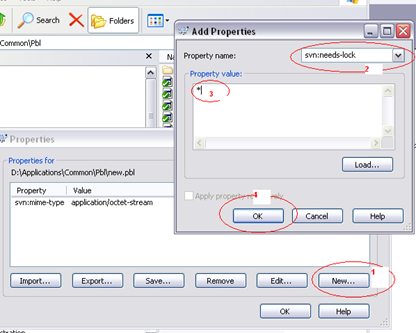 Search
Folders
\Common\Pbl
Na
Add Properties
Property name:
svn:needs-lock
2
Property value:
*
3
Load...
Apply property
4
OK
Cancel
Help
Properties
Properties for
D:\Applications\Common\Pbl\new.pbl
Property
Value
svn:mime-type
application/octet-stream
1
Import...
Export...
Save...
Remove
Edit...
New...
OK
Help